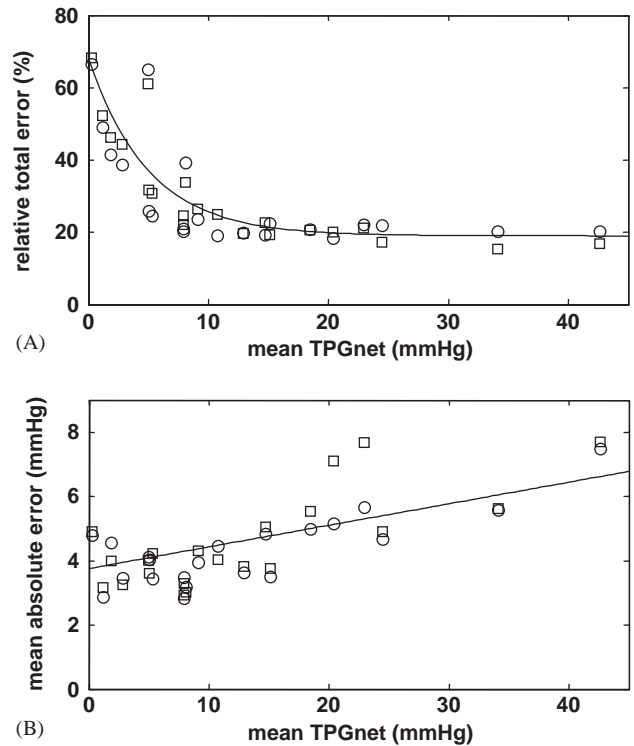 80
60
40
20
0
relative total error (%)
0 10 20 30 40
mean TPGnet (mmHg)
(A)
8
6
4
2
0
mean absolute error (mmHg)
0 10 20 30 40
mean TPGnet (mmHg)
(B)